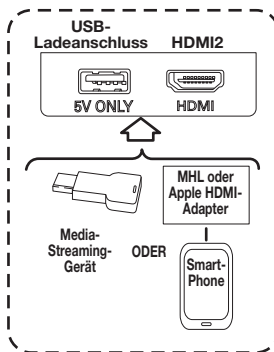 USB-
Ladeanschluss HDMI2
5V ONLY HDMI
MHL oder
Apple HDMI-
Adapter
Media-
Streaming-
Gerät
ODER
Smart-
Phone